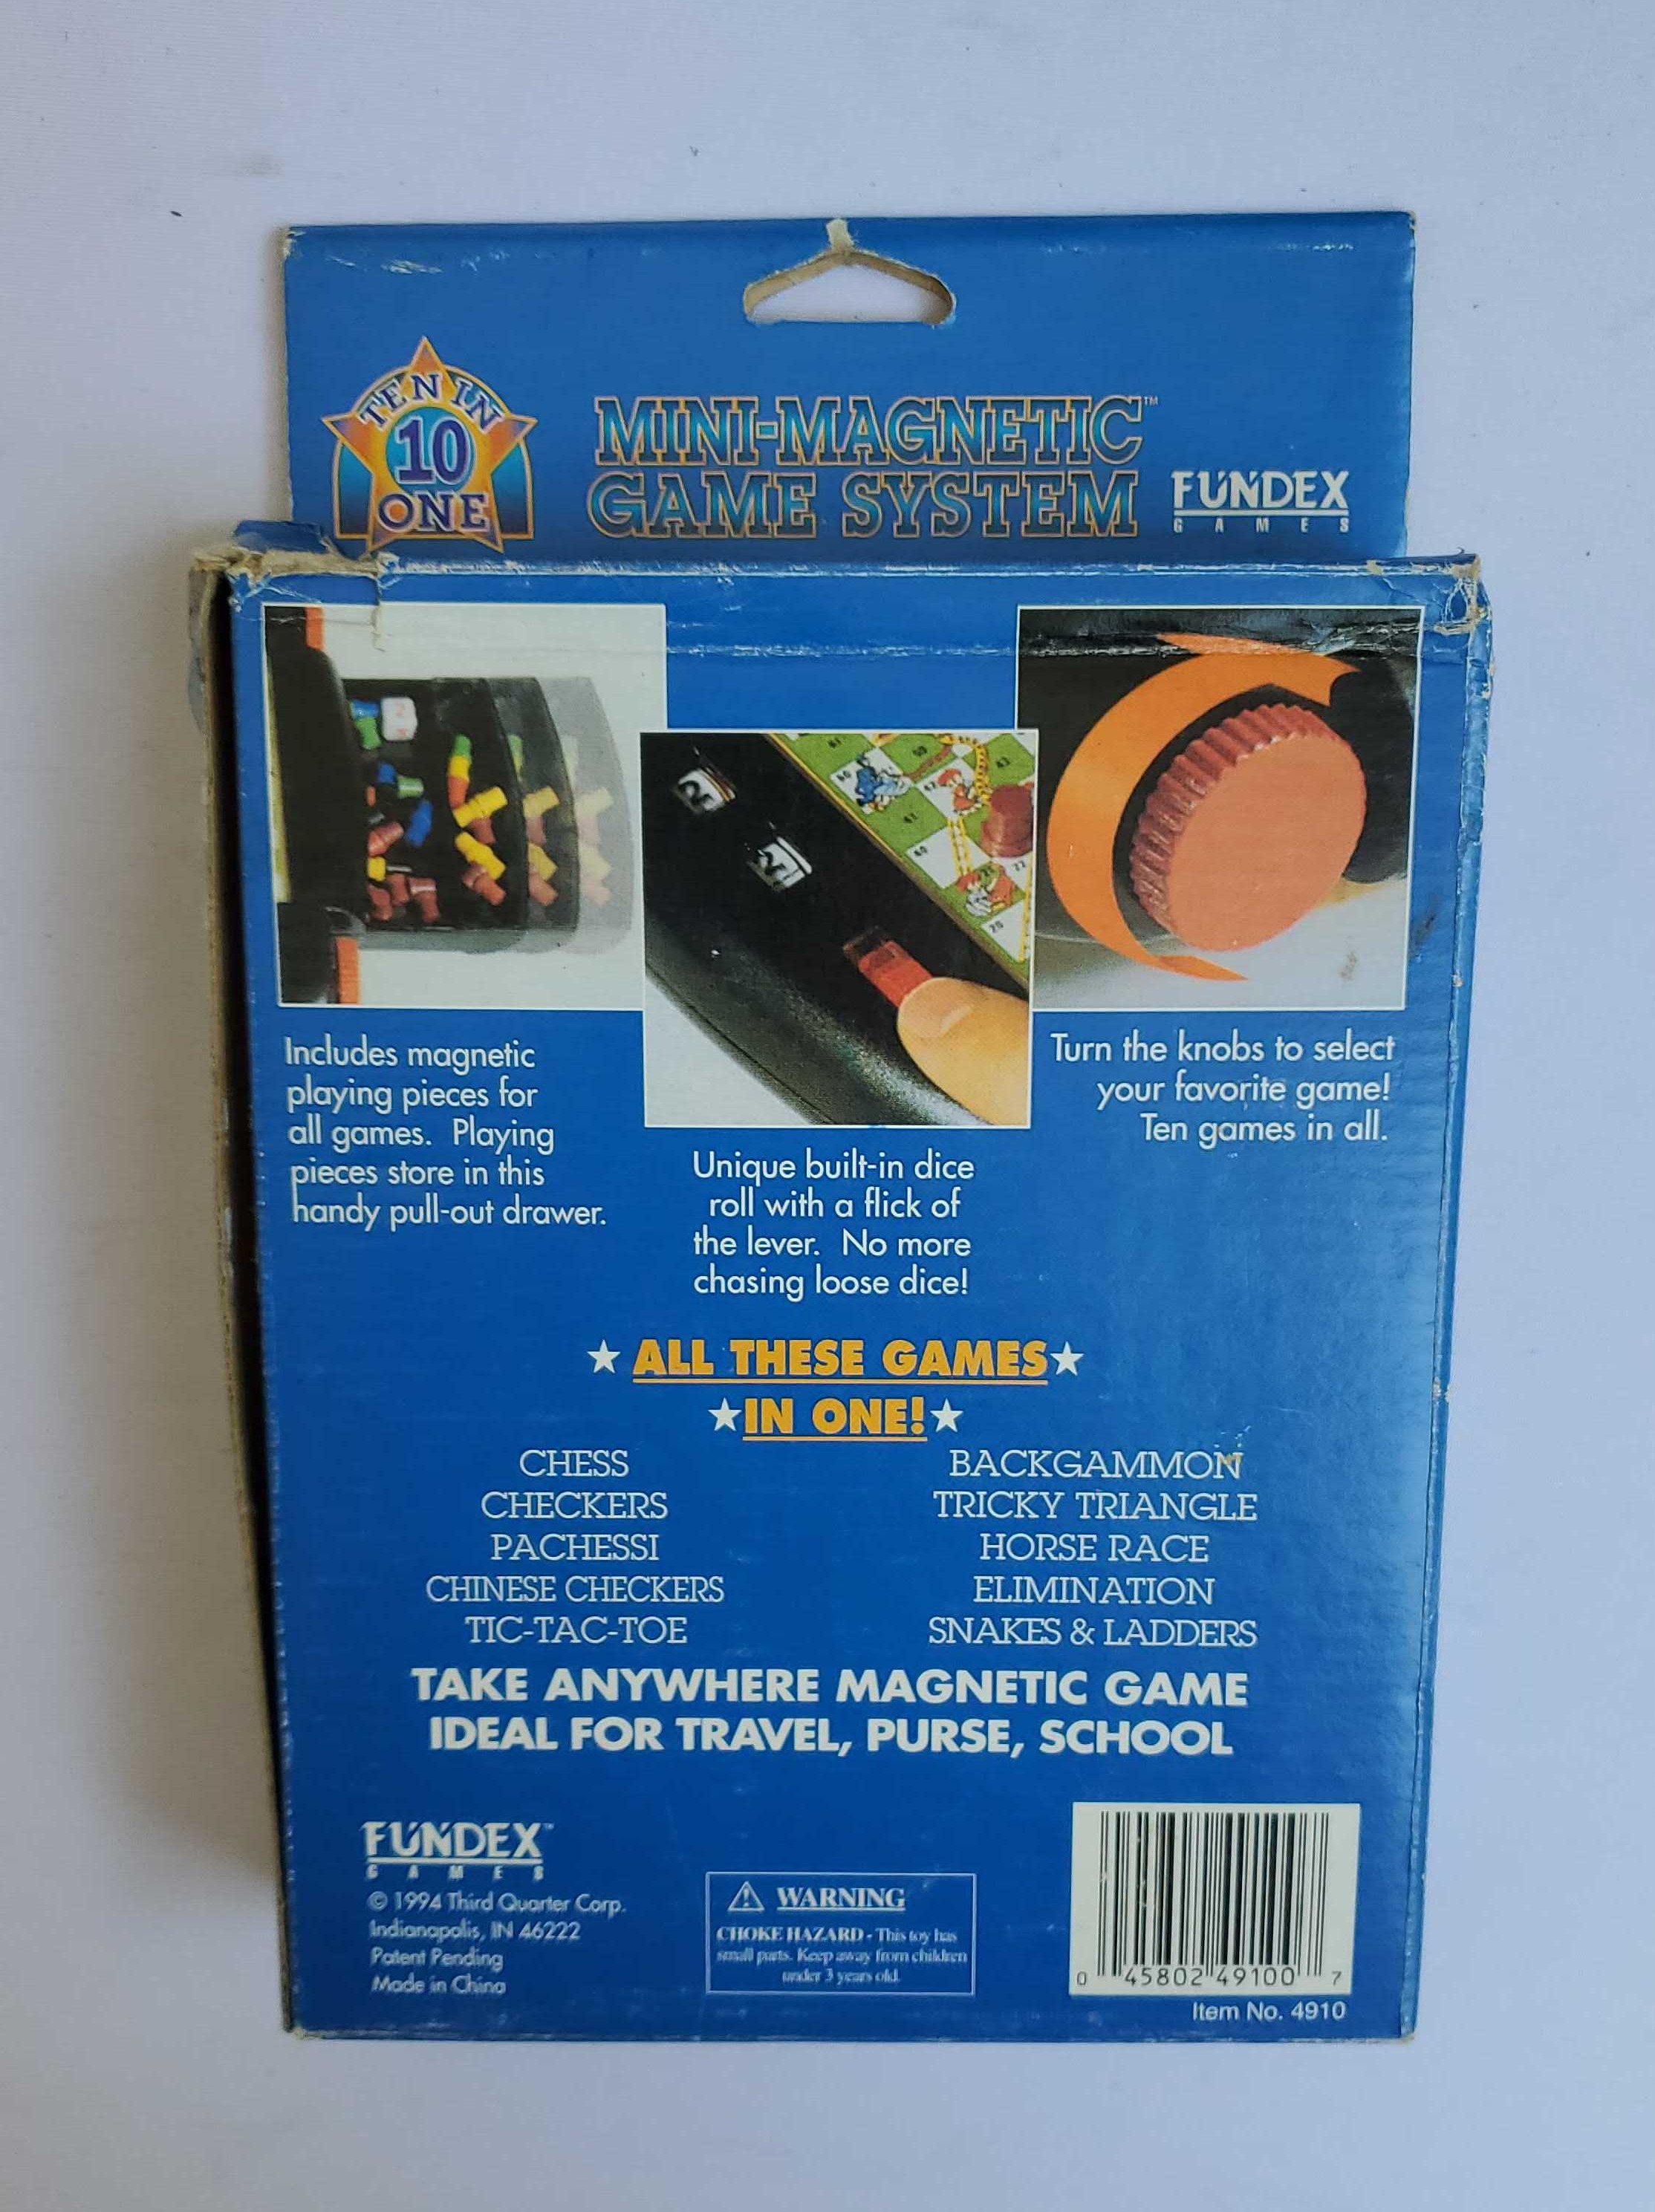 TEN IN
10
ONE
MINI-MAGNETIC™
GAME SYSTEM
FUNDEX
GAMES
Includes magnetic
playing pieces for
all games. Playing
pieces store in this
handy pull-out drawer.
Unique built-in dice
roll with a flick of
the lever. No more
chasing loose dice!
Turn the knobs to select
your favorite game!
Ten games in all.
★ ALL THESE GAMES ★
★ IN ONE! ★
CHESS
CHECKERS
PACHESSI
CHINESE CHECKERS
TIC-TAC-TOE
BACKGAMMON
TRICKY TRIANGLE
HORSE RACE
ELIMINATION
SNAKES & LADDERS
TAKE ANYWHERE MAGNETIC GAME
IDEAL FOR TRAVEL, PURSE, SCHOOL
FUNDEX™
GAMES
© 1994 Third Quarter Corp.
Indianapolis, IN 46222
Patent Pending
Made in China
⚠ WARNING
CHOKE HAZARD - This toy has
small parts. Keep away from children
under 3 years old.
0 45802 49100 7
Item No. 4910